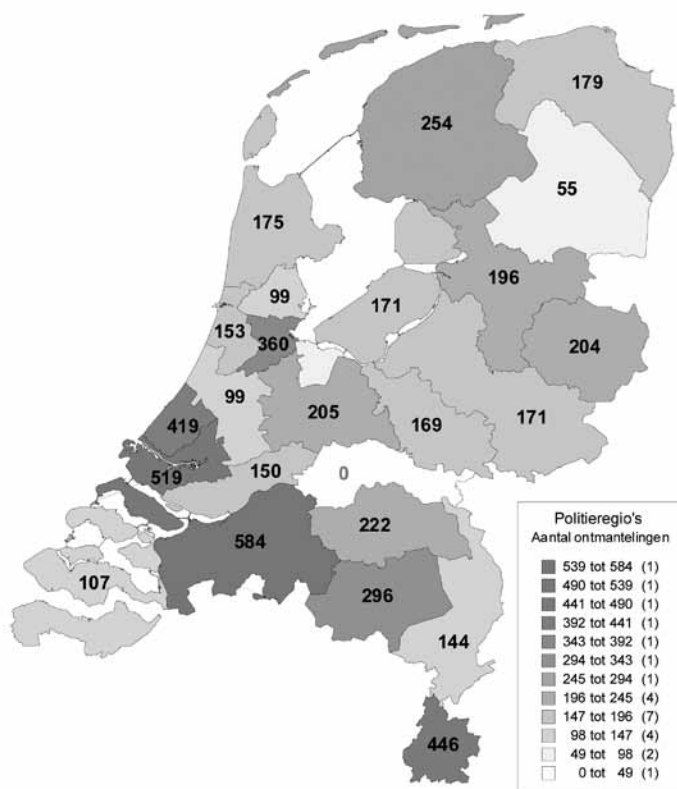 179
254
55
175
196
99
171
153
360
204
99
205
419
169
171
519
150
0
222
584
107
296
144
446
Politieregio's
Aantal ontmantelingen
539 tot 584 (1)
490 tot 539 (1)
441 tot 490 (1)
392 tot 441 (1)
343 tot 392 (1)
294 tot 343 (1)
245 tot 294 (1)
196 tot 245 (4)
147 tot 196 (7)
98 tot 147 (4)
49 tot 98 (2)
0 tot 49 (1)